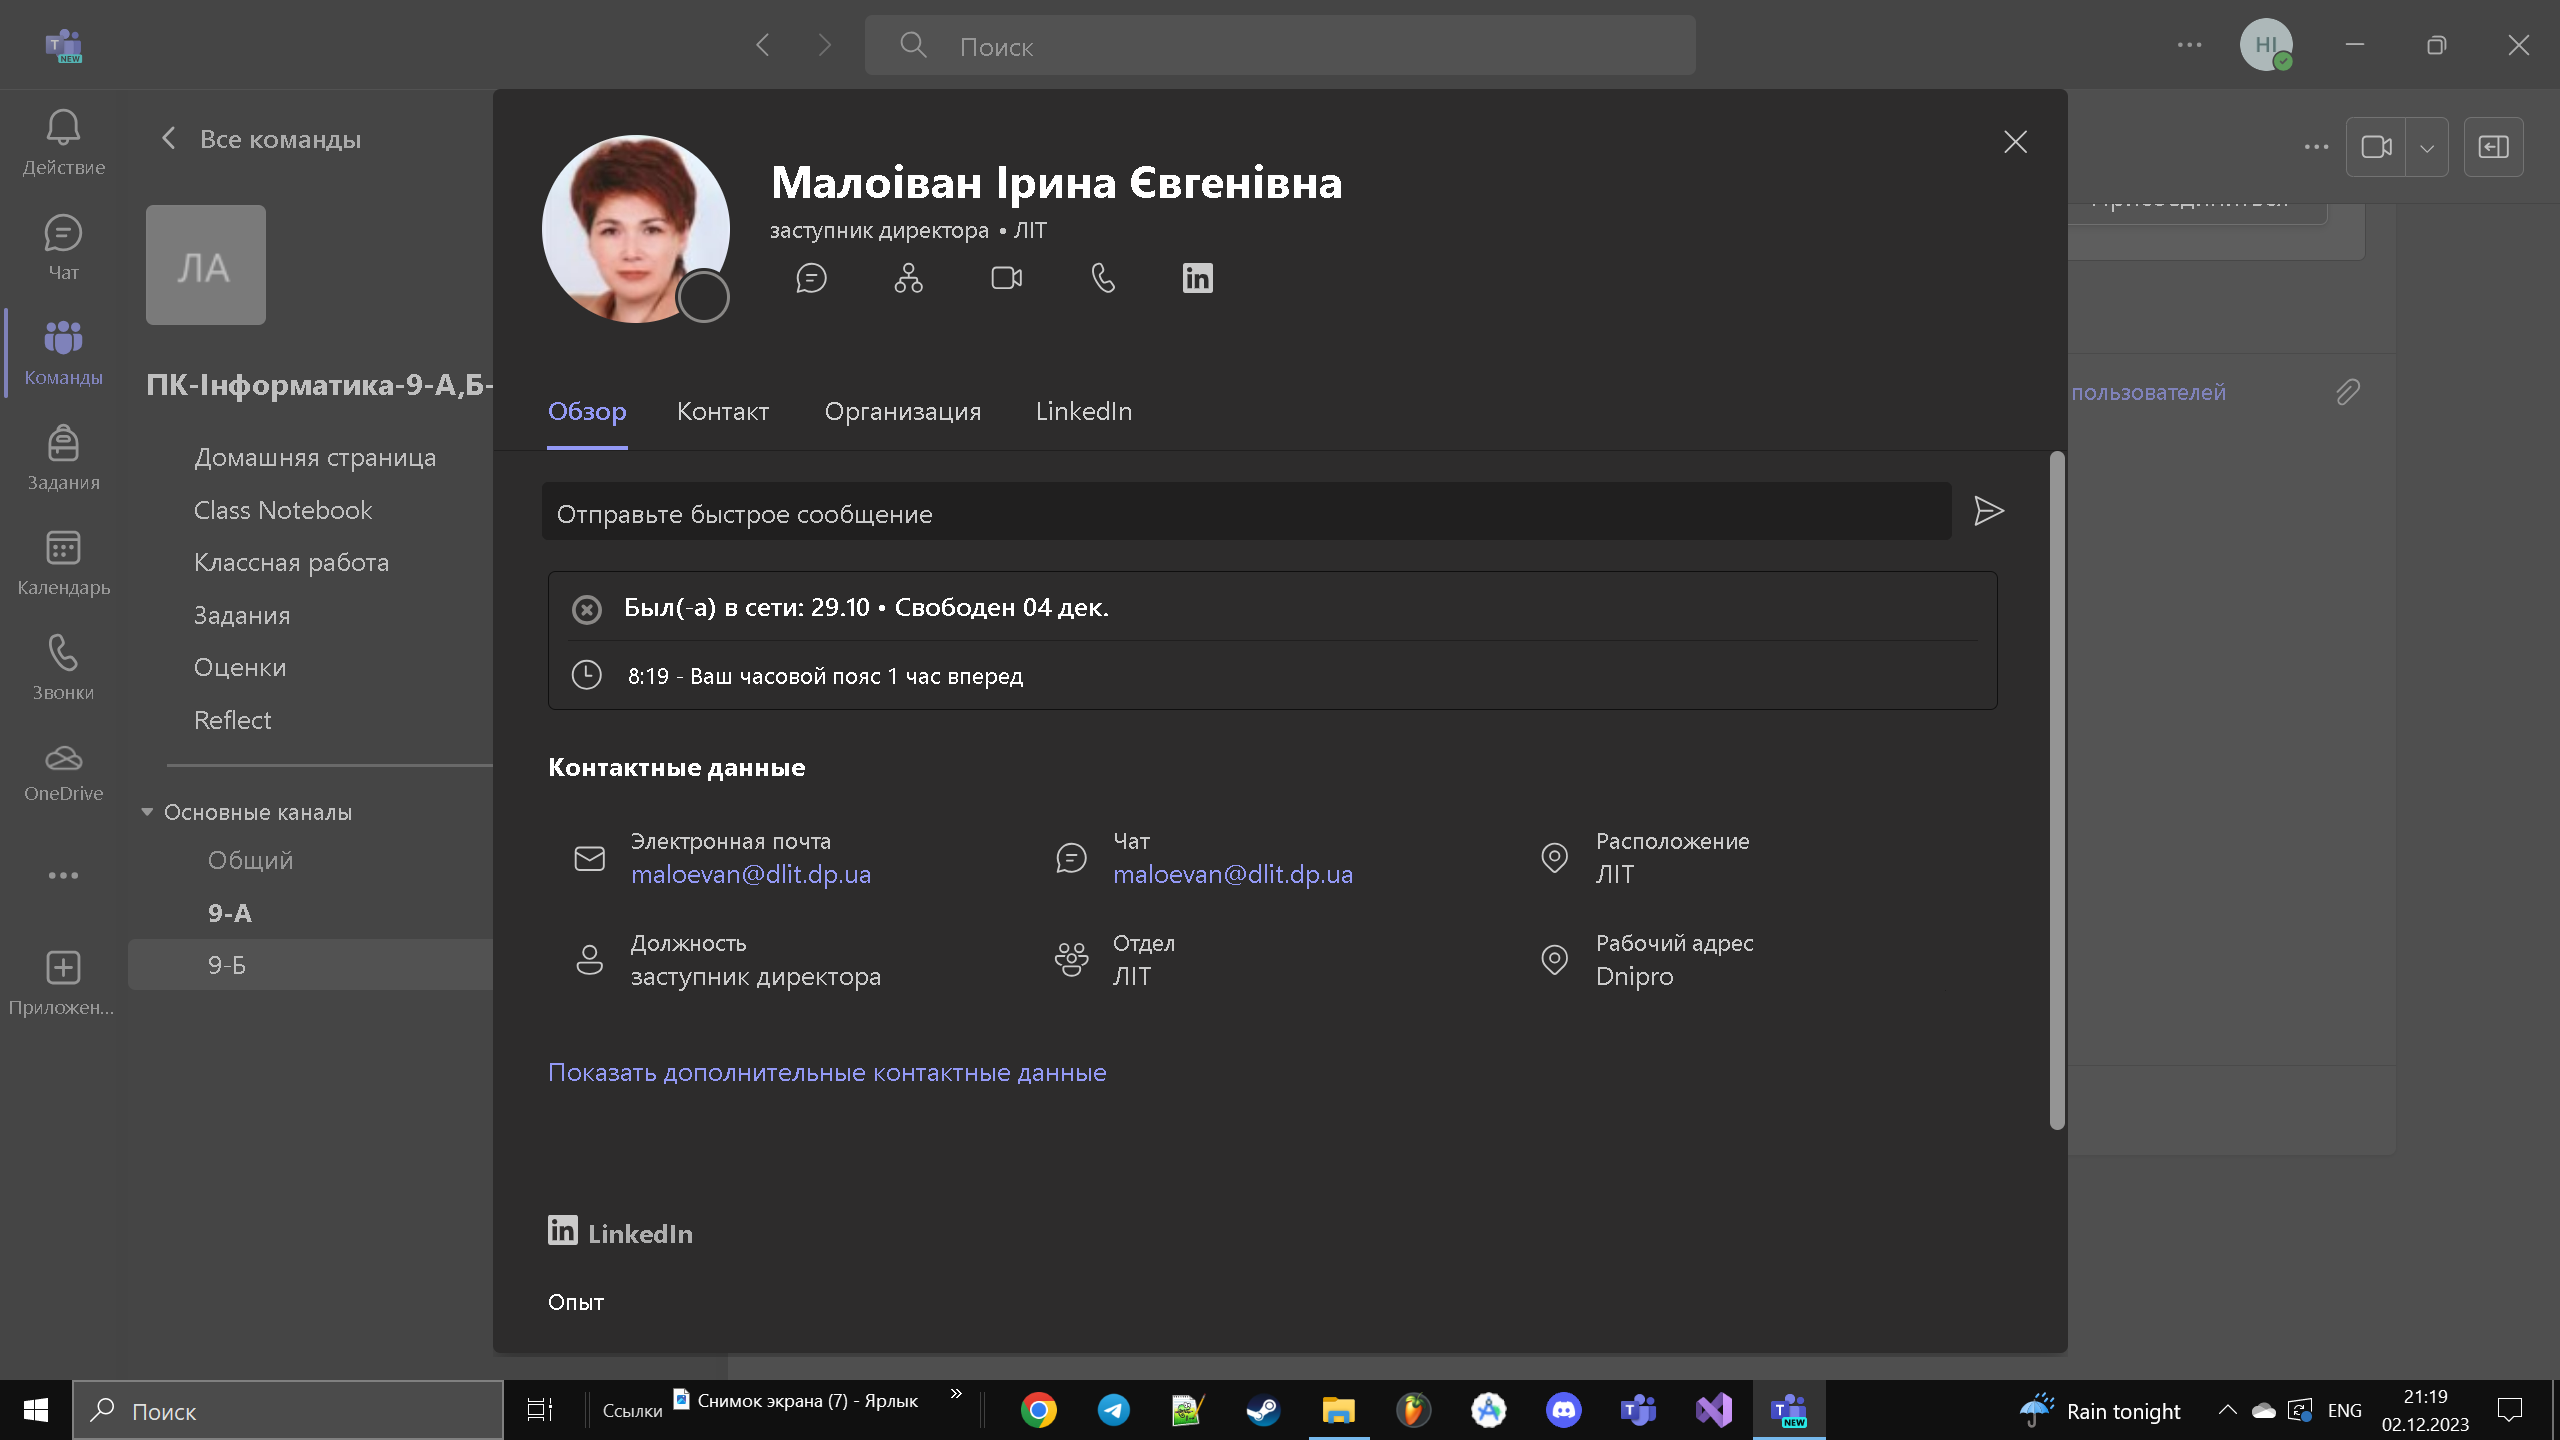 Поиск
НІ
Действие
Чат
Команды
Задания
Календарь
Звонки
OneDrive
Приложен...
Все команды
ЛА
ПК-Інформатика-9-А,Б-
Домашняя страница
Class Notebook
Классная работа
Задания
Оценки
Reflect
Основные каналы
Общий
9-А
9-Б
Малоіван Ірина Євгенівна
заступник директора • ЛІТ
Обзор
Контакт
Организация
LinkedIn
Отправьте быстрое сообщение
Был(-а) в сети: 29.10 • Свободен 04 дек.
8:19 - Ваш часовой пояс 1 час вперед
Контактные данные
Электронная почта
maloevan@dlit.dp.ua
Чат
maloevan@dlit.dp.ua
Расположение
ЛІТ
Должность
заступник директора
Отдел
ЛІТ
Рабочий адрес
Dnipro
Показать дополнительные контактные данные
LinkedIn
Опыт
пользователей
Поиск
Ссылки
Снимок экрана (7) - Ярлык
NEW
Rain tonight
ENG
21:19
02.12.2023